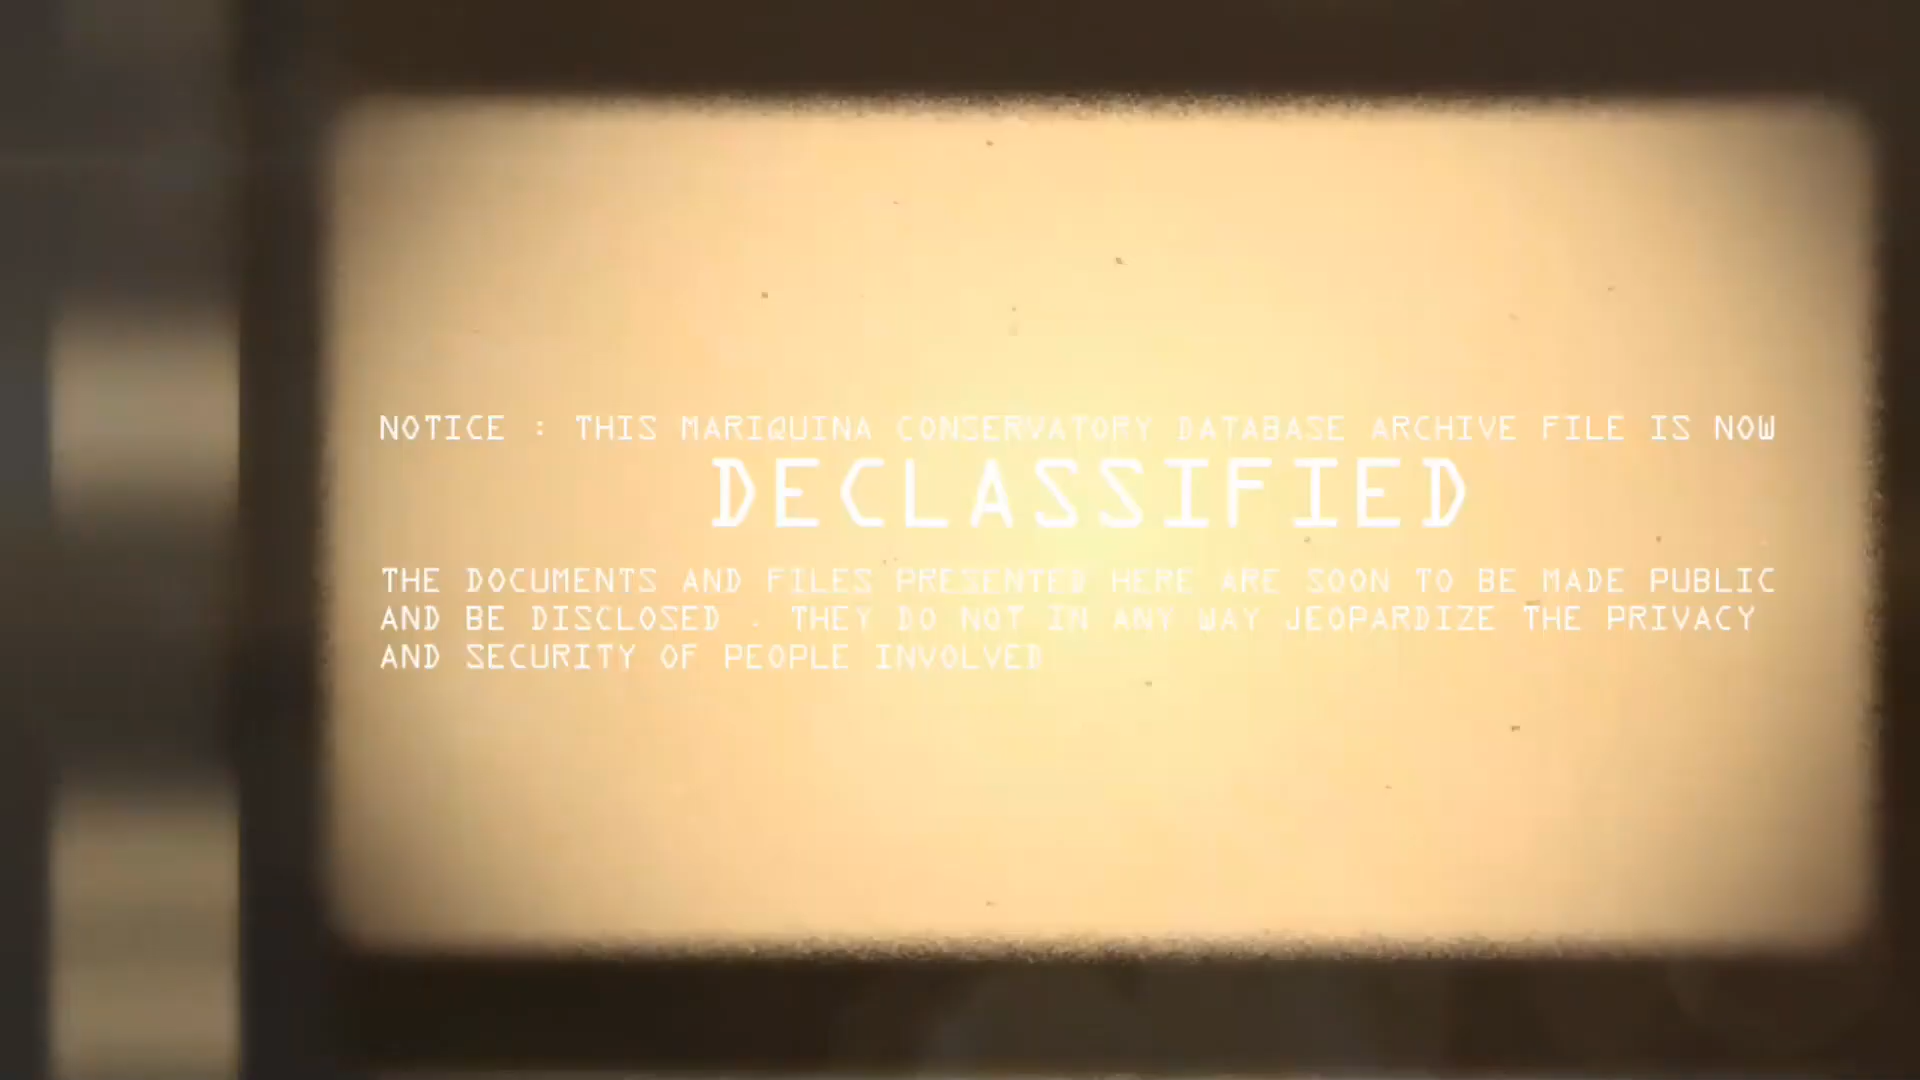 NOTICE : THIS MARIQUINA CONSERVATORY DATABASE ARCHIVE FILE IS NOW
DECLASSIFIED
THE DOCUMENTS AND FILES PRESENTED HERE ARE SOON TO BE MADE PUBLIC
AND BE DISCLOSED . THEY DO NOT IN ANY WAY JEOPARDIZE THE PRIVACY
AND SECURITY OF PEOPLE INVOLVED